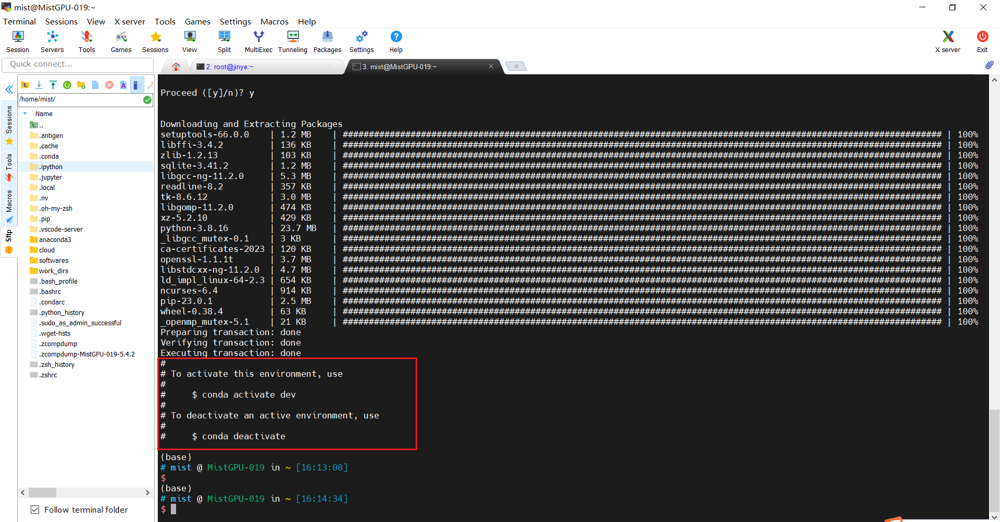 mist@MistGPU-019:~
Terminal Sessions View X server Tools Games Settings Macros Help
Session Servers Tools Games Sessions View Split MultiExec Tunneling Packages Settings Help X server Exit
Quick connect...
2. root@jinye:~
3. mist@MistGPU-019:~
Sessions
Tools
Macros
Sftp
/home/mist/
Name
..
.antigen
.cache
.conda
.ipython
.jupyter
.local
.nv
.oh-my-zsh
.pip
.vscode-server
anaconda3
cloud
softwares
work_dirs
.bash_profile
.bashrc
.condarc
.python_history
.sudo_as_admin_successful
.wget-hsts
.zcompdump
.zcompdump-MistGPU-019-5.4.2
.zsh_history
.zshrc
Follow terminal folder
Proceed ([y]/n)? y
Downloading and Extracting Packages
setuptools-66.0.0 | 1.2 MB | ################################################################################################################### | 100%
libffi-3.4.2 | 136 KB | ################################################################################################################### | 100%
zlib-1.2.13 | 103 KB | ################################################################################################################### | 100%
sqlite-3.41.2 | 1.2 MB | ################################################################################################################### | 100%
libgcc-ng-11.2.0 | 5.3 MB | ################################################################################################################### | 100%
readline-8.2 | 357 KB | ################################################################################################################### | 100%
tk-8.6.12 | 3.0 MB | ################################################################################################################### | 100%
libgomp-11.2.0 | 474 KB | ################################################################################################################### | 100%
xz-5.2.10 | 429 KB | ################################################################################################################### | 100%
python-3.8.16 | 23.7 MB | ################################################################################################################### | 100%
_libgcc_mutex-0.1 | 3 KB | ################################################################################################################### | 100%
ca-certificates-2023 | 120 KB | ################################################################################################################### | 100%
openssl-1.1.1t | 3.7 MB | ################################################################################################################### | 100%
libstdcxx-ng-11.2.0 | 4.7 MB | ################################################################################################################### | 100%
ld_impl_linux-64-2.3 | 654 KB | ################################################################################################################### | 100%
ncurses-6.4 | 914 KB | ################################################################################################################### | 100%
pip-23.0.1 | 2.5 MB | ################################################################################################################### | 100%
wheel-0.38.4 | 63 KB | ################################################################################################################### | 100%
_openmp_mutex-5.1 | 21 KB | ################################################################################################################### | 100%
Preparing transaction: done
Verifying transaction: done
Executing transaction: done
#
# To activate this environment, use
#
# $ conda activate dev
#
# To deactivate an active environment, use
#
# $ conda deactivate
(base)
# mist @ MistGPU-019 in ~ [16:13:08]
$
(base)
# mist @ MistGPU-019 in ~ [16:14:34]
$